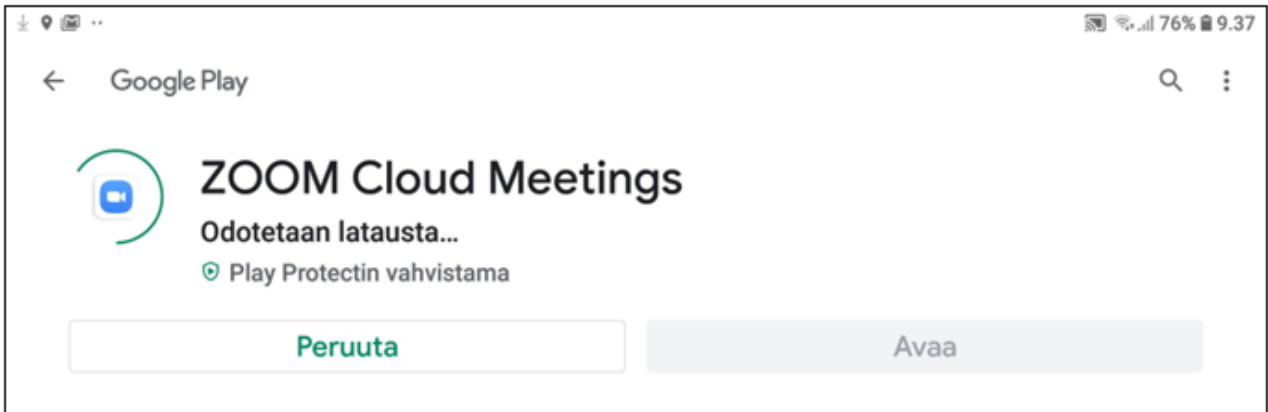 76% 9.37
Google Play
ZOOM Cloud Meetings
Odotetaan latausta...
Play Protectin vahvistama
Peruuta Avaa